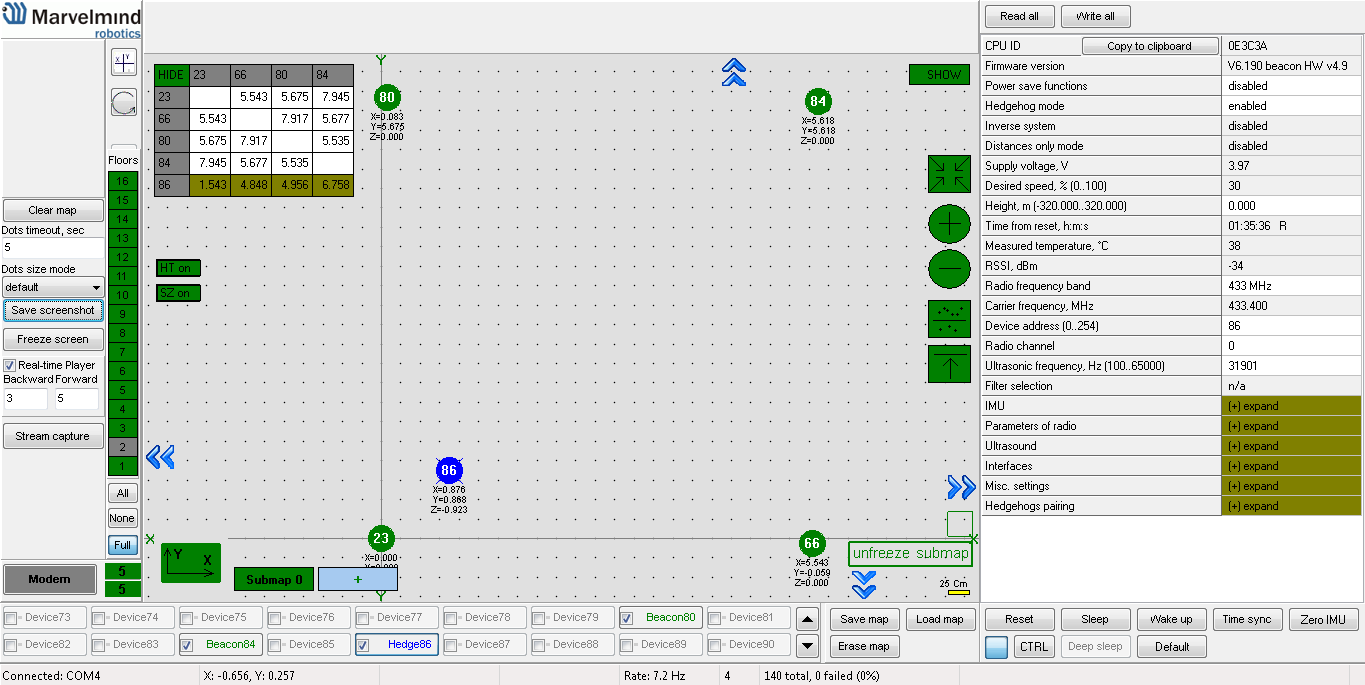 Marvelmind
robotics
Floors
16
15
14
13
12
11
10
9
8
7
6
5
4
3
2
1
All
None
Full
5
5
Clear map
Dots timeout, sec
5
Dots size mode
default
Save screenshot
Freeze screen
Real-time Player
Backward Forward
3 5
Stream capture
Modern
HIDE 23 66 80 84
23 5.543 5.675 7.945
66 5.543 7.917 5.677
80 5.675 7.917 5.535
84 7.945 5.677 5.535
86 1.543 4.848 4.956 6.758
HT on
SZ on
Y
80
X=0.083
Y=5.675
Z=0.000
84
X=5.618
Y=5.618
Z=0.000
SHOW
86
X=0.876
Y=0.868
Z=-0.923
23
X=0.000
Y=0.000
66
X=5.543
Y=-0.059
Z=0.000
X
X
Y
Y X
Submap 0
+
unfreeze submap
25 Cm
Read all Write all
CPU ID Copy to clipboard 0E3C3A
Firmware version V6.190 beacon HW v4.9
Power save functions disabled
Hedgehog mode enabled
Inverse system disabled
Distances only mode disabled
Supply voltage, V 3.97
Desired speed, % (0..100) 30
Height, m (-320.000..320.000) 0.000
Time from reset, h:m:s 01:35:36 R
Measured temperature, °C 38
RSSI, dBm -34
Radio frequency band 433 MHz
Carrier frequency, MHz 433.400
Device address (0..254) 86
Radio channel 0
Ultrasonic frequency, Hz (100..65000) 31901
Filter selection n/a
IMU (+) expand
Parameters of radio (+) expand
Ultrasound (+) expand
Interfaces (+) expand
Misc. settings (+) expand
Hedgehogs pairing (+) expand
Device73 Device74 Device75 Device76 Device77 Device78 Device79 Beacon80 Device81
Device82 Device83 Beacon84 Device85 Hedge86 Device87 Device88 Device89 Device90
Save map Load map
Erase map
Reset Sleep Wake up Time sync Zero IMU
CTRL Deep sleep Default
Connected: COM4 X: -0.656, Y: 0.257 Rate: 7.2 Hz 4 140 total, 0 failed (0%)